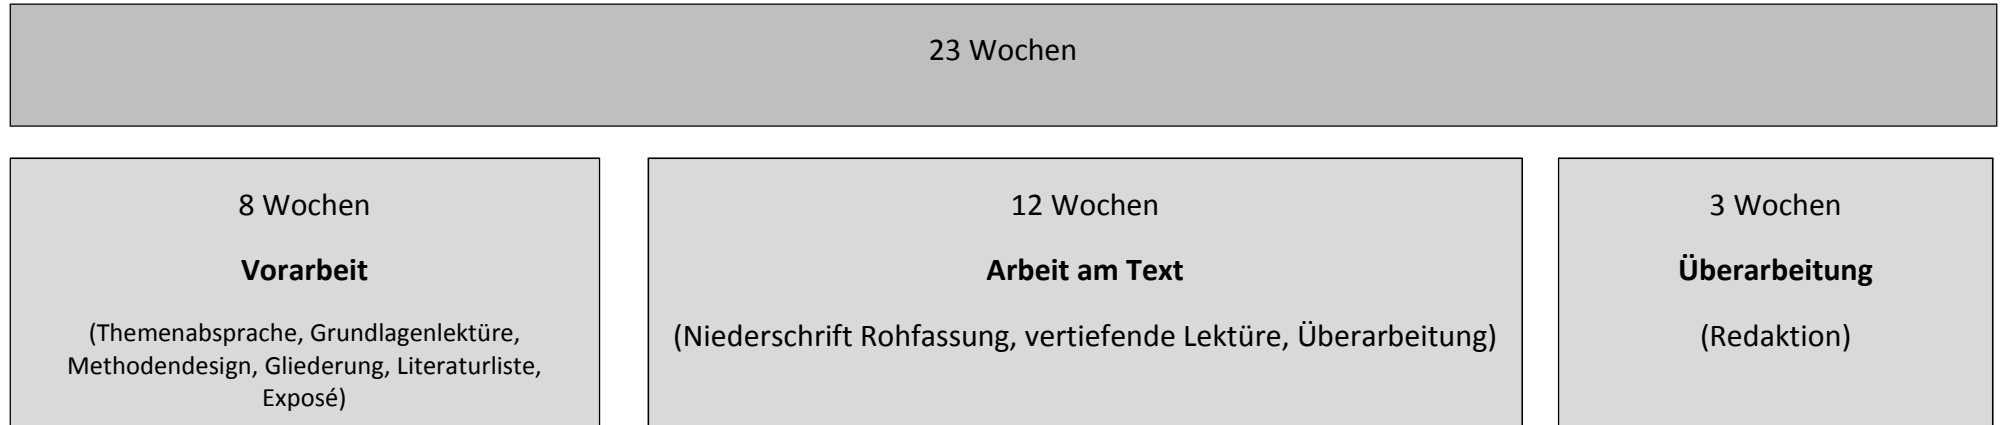 23 Wochen
8 Wochen
Vorarbeit
(Themenabsprache, Grundlagenlektüre,
Methodendesign, Gliederung, Literaturliste,
Exposé)
12 Wochen
Arbeit am Text
(Niederschrift Rohfassung, vertiefende Lektüre, Überarbeitung)
3 Wochen
Überarbeitung
(Redaktion)